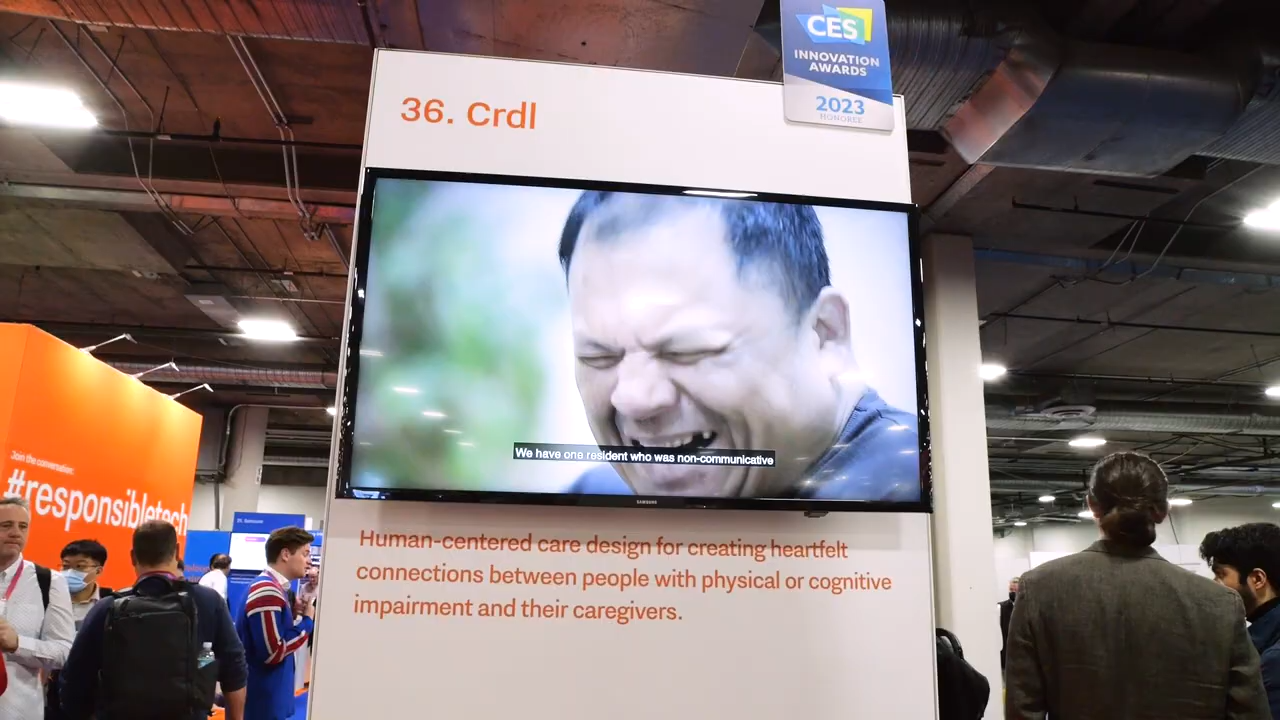 CES
INNOVATION
AWARDS
2023
HONOREE
36. Crdl
We have one resident who was non-communicative
SAMSUNG
Human-centered care design for creating heartfelt
connections between people with physical or cognitive
impairment and their caregivers.
Join the conversation:
#responsibletech